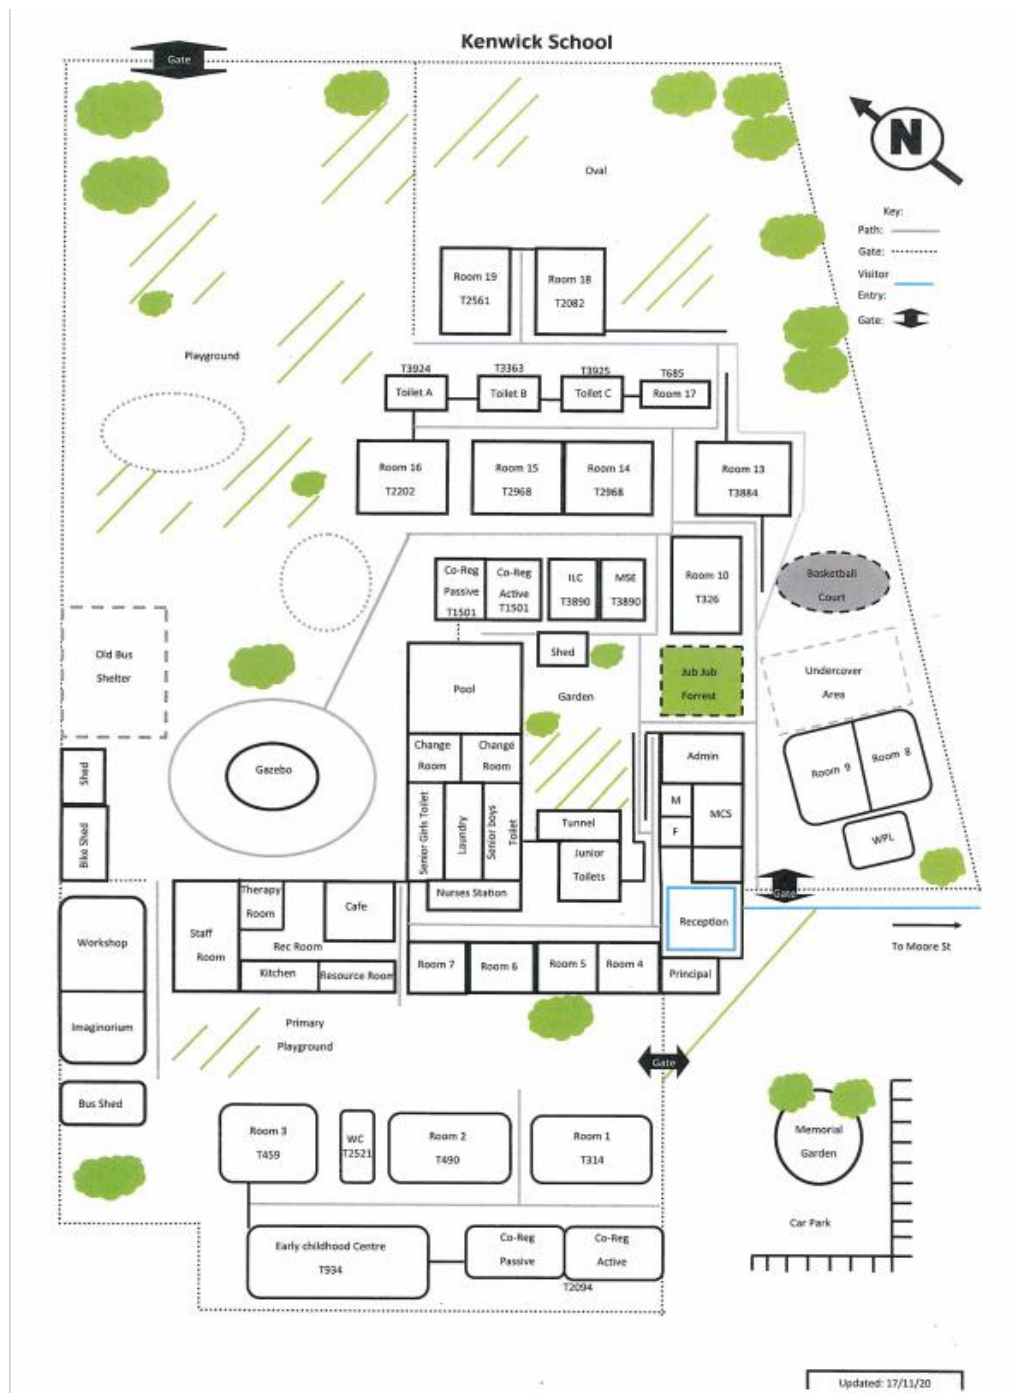 Kenwick School
Gate
N
Oval
Key:
Path:
Gate:
Visitor
Entry:
Gate:
Room 19
T2561
Room 18
T2082
Playground
T3924
Toilet A
T3363
Toilet B
T3925
Toilet C
T685
Room 17
Room 16
T2202
Room 15
T2968
Room 14
T2968
Room 13
T3884
Co-Reg
Passive
T1501
Co-Reg
Active
T1501
ILC
T3890
MSE
T3890
Room 10
T326
Basketball
Court
Old Bus
Shelter
Shed
Pool
Garden
Jub Jub
Forrest
Undercover
Area
Change
Room
Change
Room
Gazebo
Admin
Room 9
Room 8
Shed
M
F
MCS
WPL
Bike Shed
Senior Girls Toilet
Laundry
Senior boys
Toilet
Tunnel
Junior
Toilets
Nurses Station
Gate
Therapy
Room
Cafe
Staff
Room
Rec Room
Kitchen
Resource Room
Reception
To Moore St
Workshop
Imaginorium
Room 7
Room 6
Room 5
Room 4
Principal
Primary
Playground
Gate
Bus Shed
Room 3
T459
WC
T2521
Room 2
T490
Room 1
T314
Memorial
Garden
Car Park
Early childhood Centre
T934
Co-Reg
Passive
Co-Reg
Active
T2094
Updated: 17/11/20